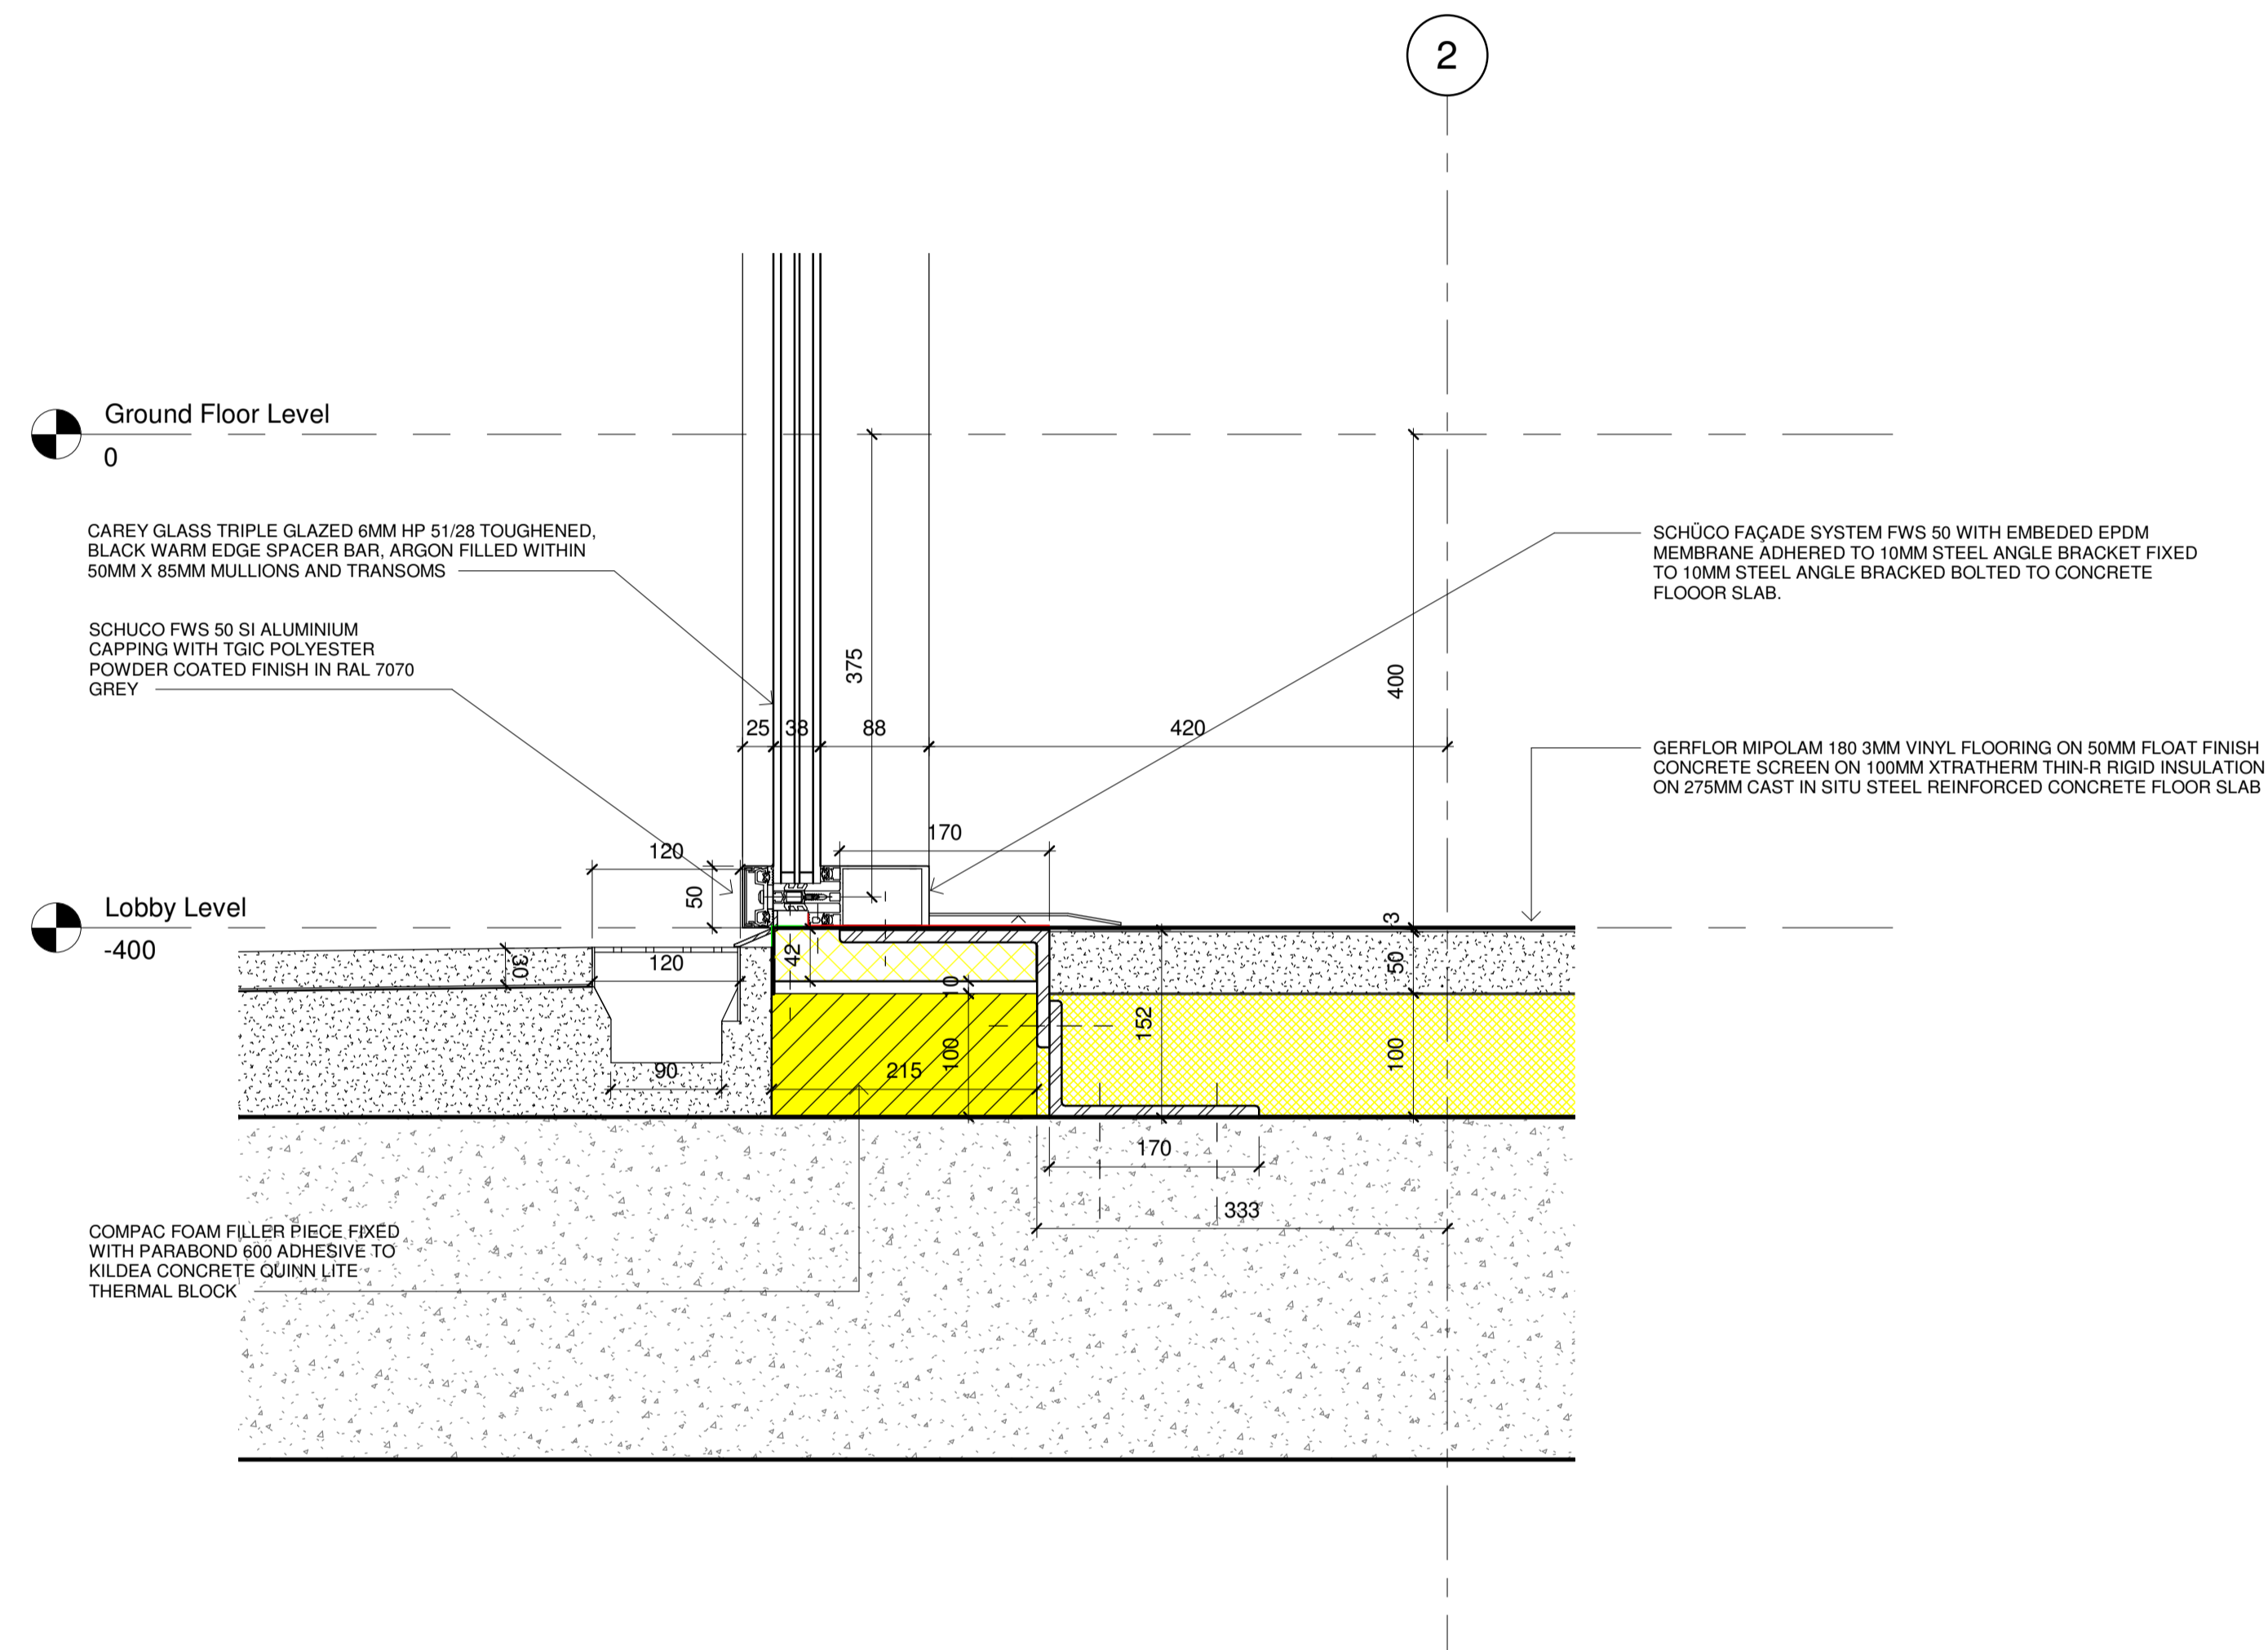 2
Ground Floor Level
0
CAREY GLASS TRIPLE GLAZED 6MM HP 51/28 TOUGHENED,
BLACK WARM EDGE SPACER BAR, ARGON FILLED WITHIN
50MM X 85MM MULLIONS AND TRANSOMS
SCHÜCO FAÇADE SYSTEM FWS 50 WITH EMBEDED EPDM
MEMBRANE ADHERED TO 10MM STEEL ANGLE BRACKET FIXED
TO 10MM STEEL ANGLE BRACKED BOLTED TO CONCRETE
FLOOOR SLAB.
SCHUCO FWS 50 SI ALUMINIUM
CAPPING WITH TGIC POLYESTER
POWDER COATED FINISH IN RAL 7070
GREY
375
400
25 38 88 420
GERFLOR MIPOLAM 180 3MM VINYL FLOORING ON 50MM FLOAT FINISH
CONCRETE SCREEN ON 100MM XTRATHERM THIN-R RIGID INSULATION
ON 275MM CAST IN SITU STEEL REINFORCED CONCRETE FLOOR SLAB
170
120
50
Lobby Level
-400
3
30
120
42
50
10
152
100
100
90
215
170
333
COMPAC FOAM FILLER PIECE FIXED
WITH PARABOND 600 ADHESIVE TO
KILDEA CONCRETE QUINN LITE
THERMAL BLOCK